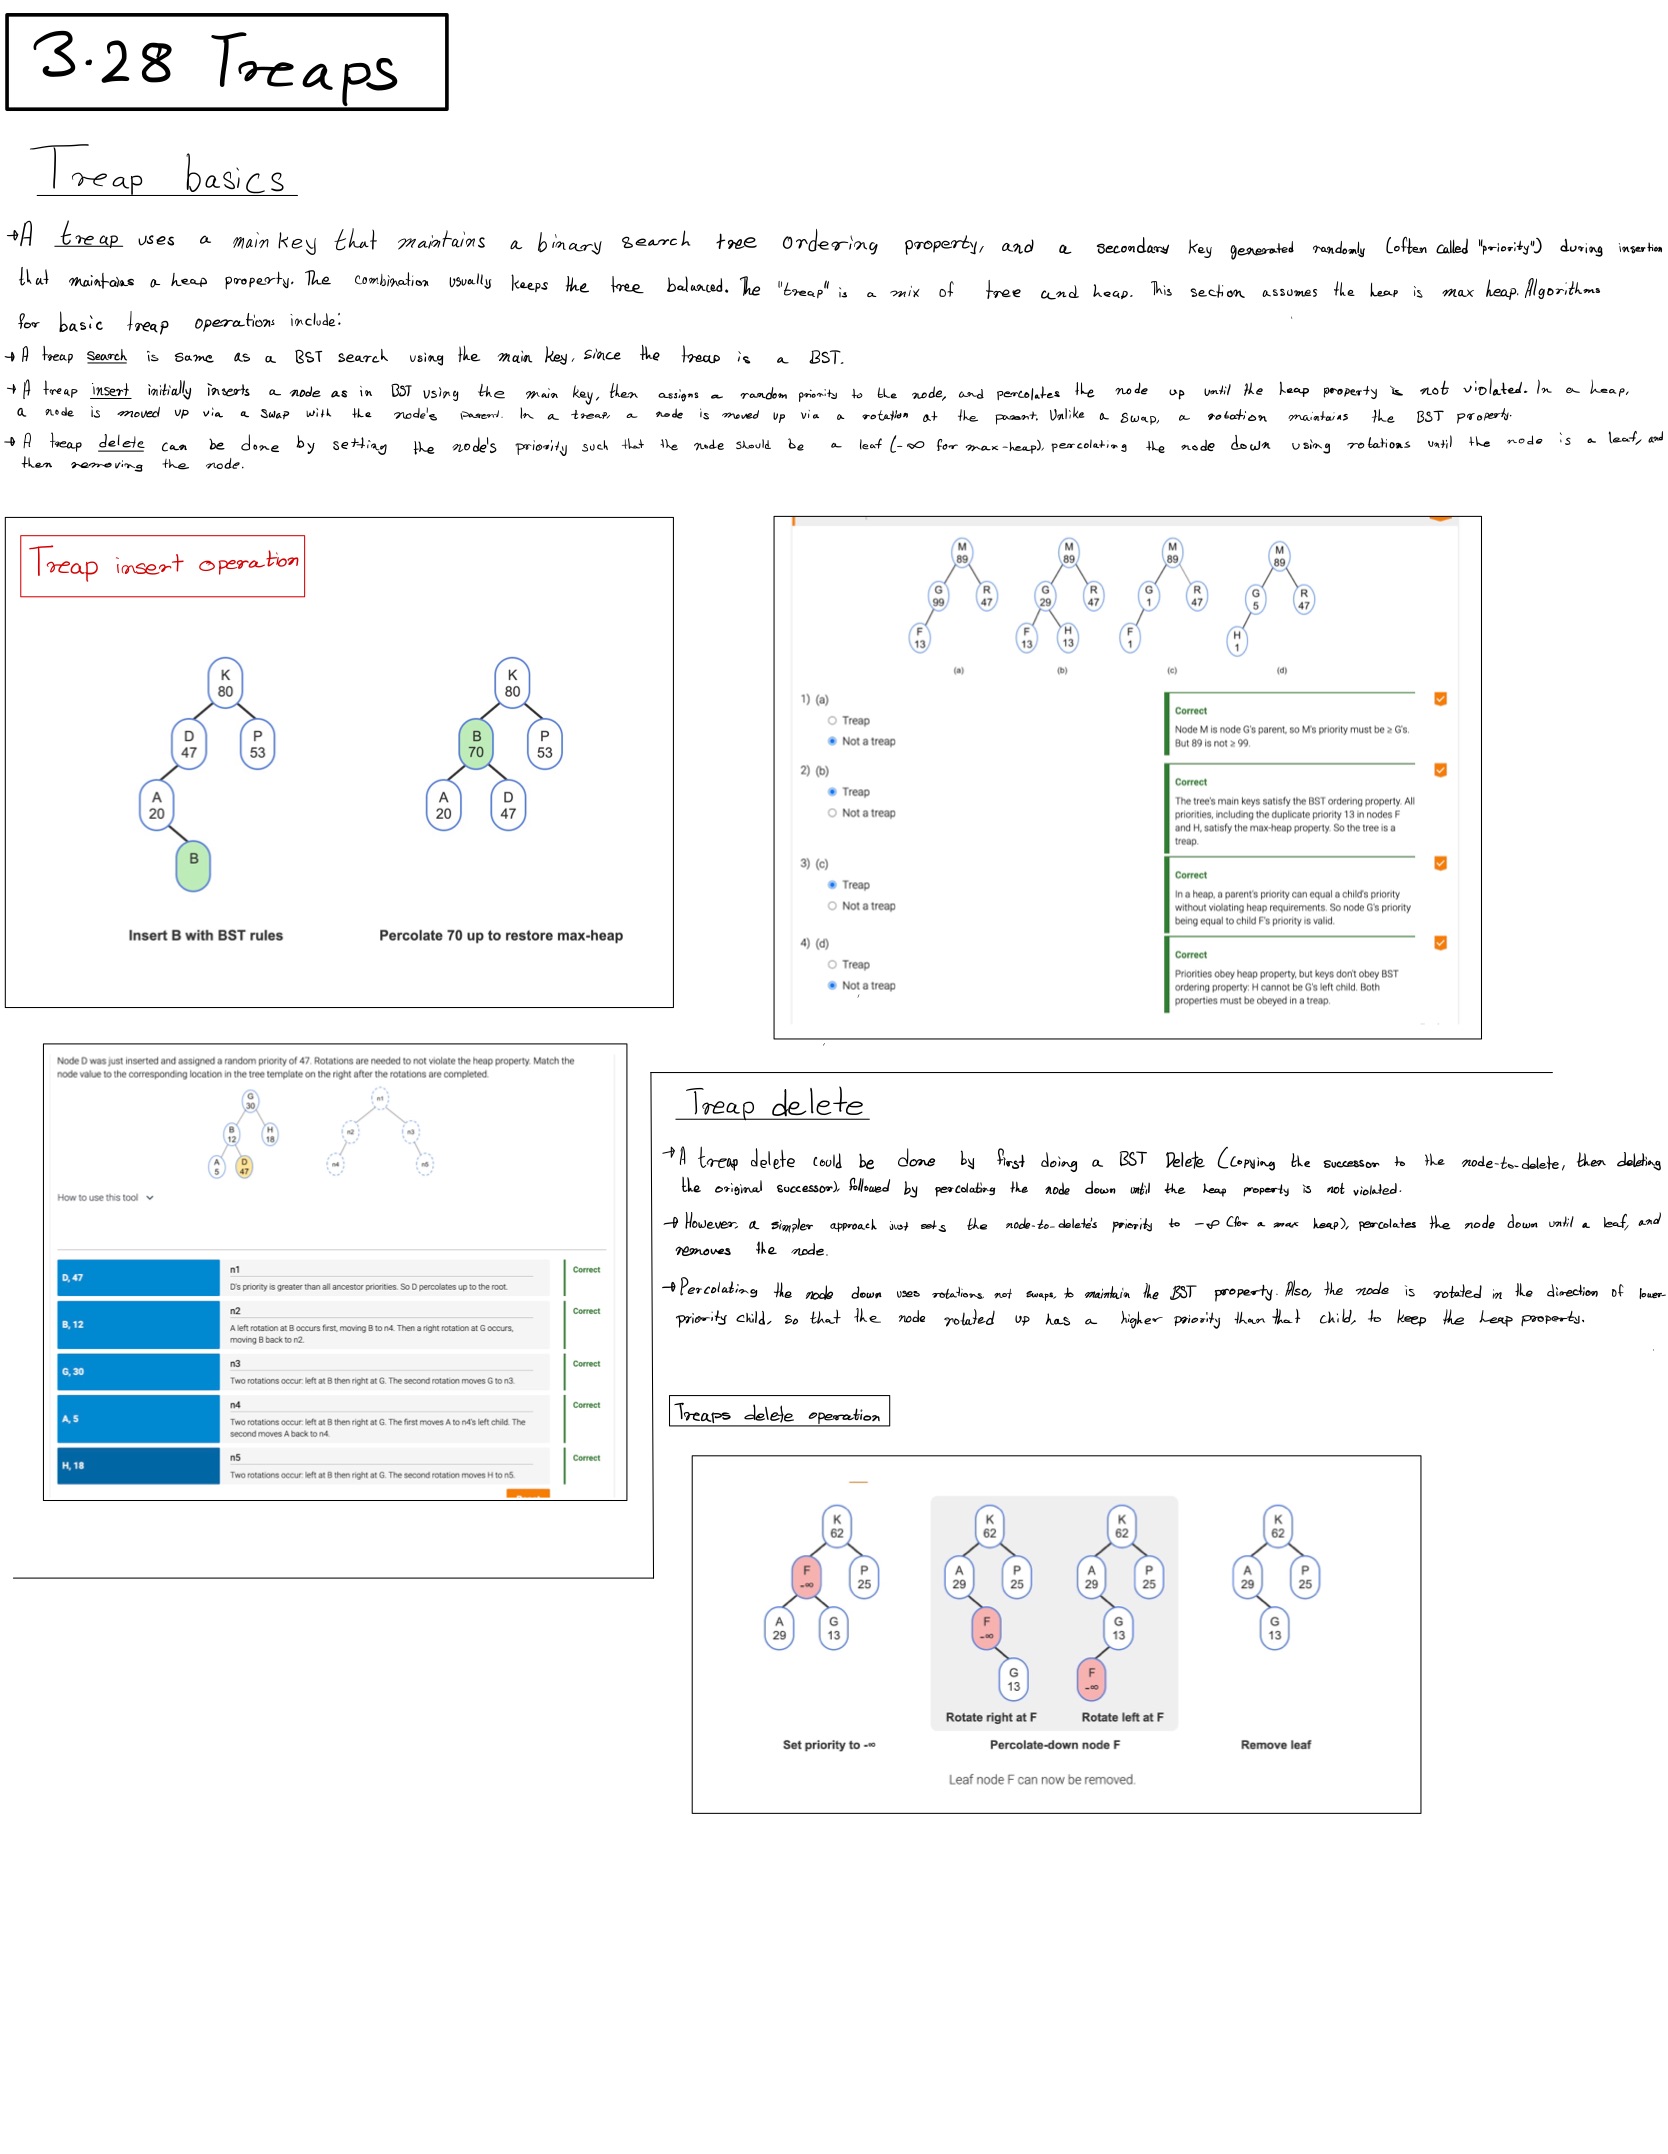 3.28 Treaps
Treap basics
→A treap uses a main key that maintains a binary search tree ordering property, and a secondary key generated randomly (often called "priority") during insertion
that maintains a heap property. The combination usually keeps the tree balanced. The "treap" is a mix of tree and heap. This section assumes the heap is max heap. Algorithms
for basic treap operations include:
→ A treap search is same as a BST search using the main key, since the treap is a BST.
→ A treap insert initially inserts a node as in BST using the main key, then assigns a random priority to the node, and percolates the node up until the heap property is not violated. In a heap,
a node is moved up via a swap with the node's parent. In a treap, a node is moved up via a rotation at the parent. Unlike a swap, a rotation maintains the BST property.
→ A treap delete can be done by setting the node's priority such that the node should be a leaf (-∞ for max-heap), percolating the node down using rotations until the node is a leaf, and
then removing the node.
Treap insert operation
K
80
D
47
P
53
A
20
B
Insert B with BST rules
K
80
B
70
P
53
A
20
D
47
Percolate 70 up to restore max-heap
M
89
G
99
R
47
F
13
(a)
M
89
G
29
R
47
F
13
H
13
(b)
M
89
G
1
R
47
F
1
(c)
M
89
G
5
R
47
H
1
(d)
1) (a)
Treap
Not a treap
Correct
Node M is node G's parent, so M's priority must be ≥ G's.
But 89 is not ≥ 99.
2) (b)
Treap
Not a treap
Correct
The tree's main keys satisfy the BST ordering property. All
priorities, including the duplicate priority 13 in nodes F
and H, satisfy the max-heap property. So the tree is a
treap.
3) (c)
Treap
Not a treap
Correct
In a heap, a parent's priority can equal a child's priority
without violating heap requirements. So node G's priority
being equal to child F's priority is valid.
4) (d)
Treap
Not a treap
Correct
Priorities obey heap property, but keys don't obey BST
ordering property: H cannot be G's left child. Both
properties must be obeyed in a treap.
Node D was just inserted and assigned a random priority of 47. Rotations are needed to not violate the heap property. Match the
node value to the corresponding location in the tree template on the right after the rotations are completed.
G
30
B
12
H
18
A
5
D
47
n1
n2
n3
n4
n5
How to use this tool
D, 47
n1
D's priority is greater than all ancestor priorities. So D percolates up to the root.
Correct
B, 12
n2
A left rotation at B occurs first, moving B to n4. Then a right rotation at G occurs,
moving B back to n2.
Correct
G, 30
n3
Two rotations occur: left at B then right at G. The second rotation moves G to n3.
Correct
A, 5
n4
Two rotations occur: left at B then right at G. The first moves A to n4's left child. The
second moves A back to n4.
Correct
H, 18
n5
Two rotations occur: left at B then right at G. The second rotation moves H to n5.
Correct
Treap delete
→A treap delete could be done by first doing a BST Delete (copying the successor to the node-to-delete, then deleting
the original successor), followed by percolating the node down until the heap property is not violated.
→ However, a simpler approach just sets the node-to-delete's priority to -∞ (for a max heap), percolates the node down until a leaf, and
removes the node.
→ Percolating the node down uses rotations, not swaps, to maintain the BST property. Also, the node is rotated in the direction of lower-
priority child, so that the node rotated up has a higher priority than that child, to keep the heap property.
Treaps delete operation
K
62
F
-∞
P
25
A
29
G
13
Set priority to -∞
K
62
A
29
P
25
F
-∞
G
13
Rotate right at F
K
62
A
29
P
25
G
13
F
-∞
Rotate left at F
Percolate-down node F
K
62
A
29
P
25
G
13
Remove leaf
Leaf node F can now be removed.